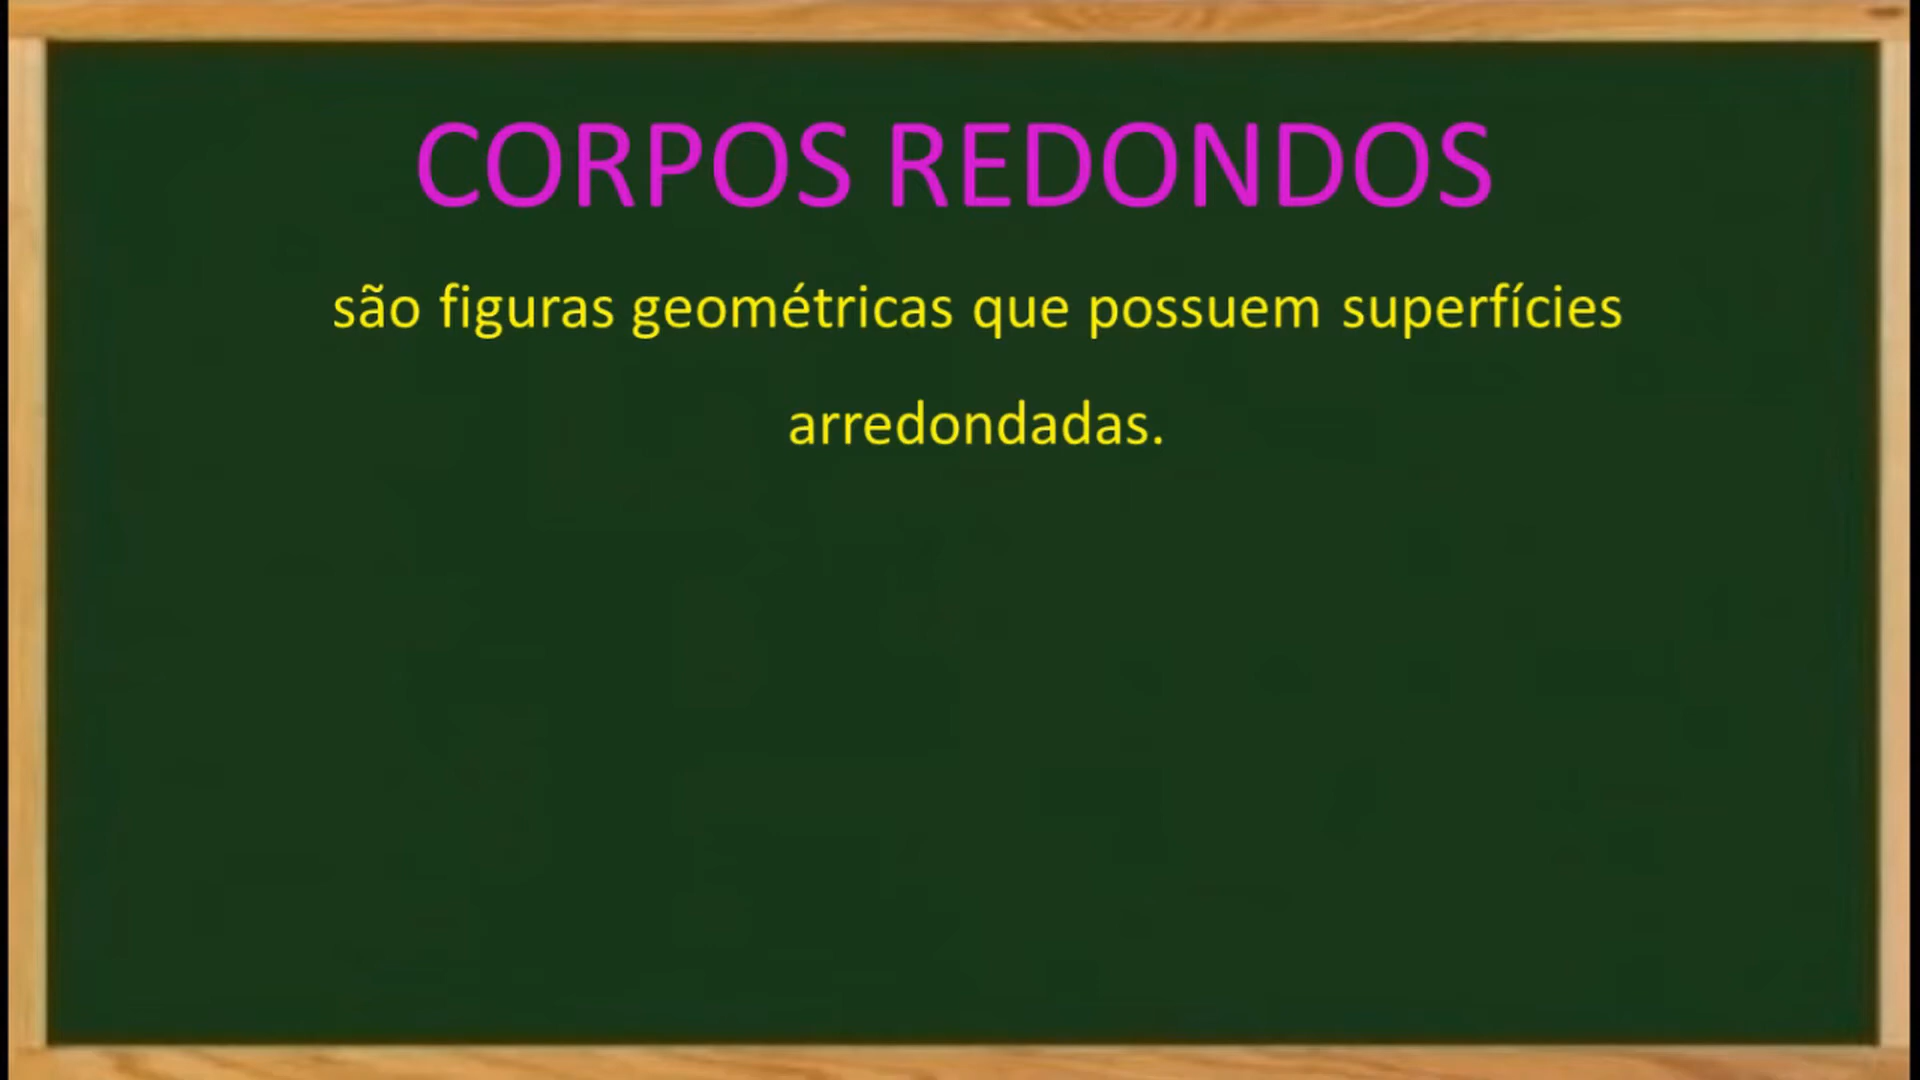 CORPOS REDONDOS
são figuras geométricas que possuem superfícies
arredondadas.